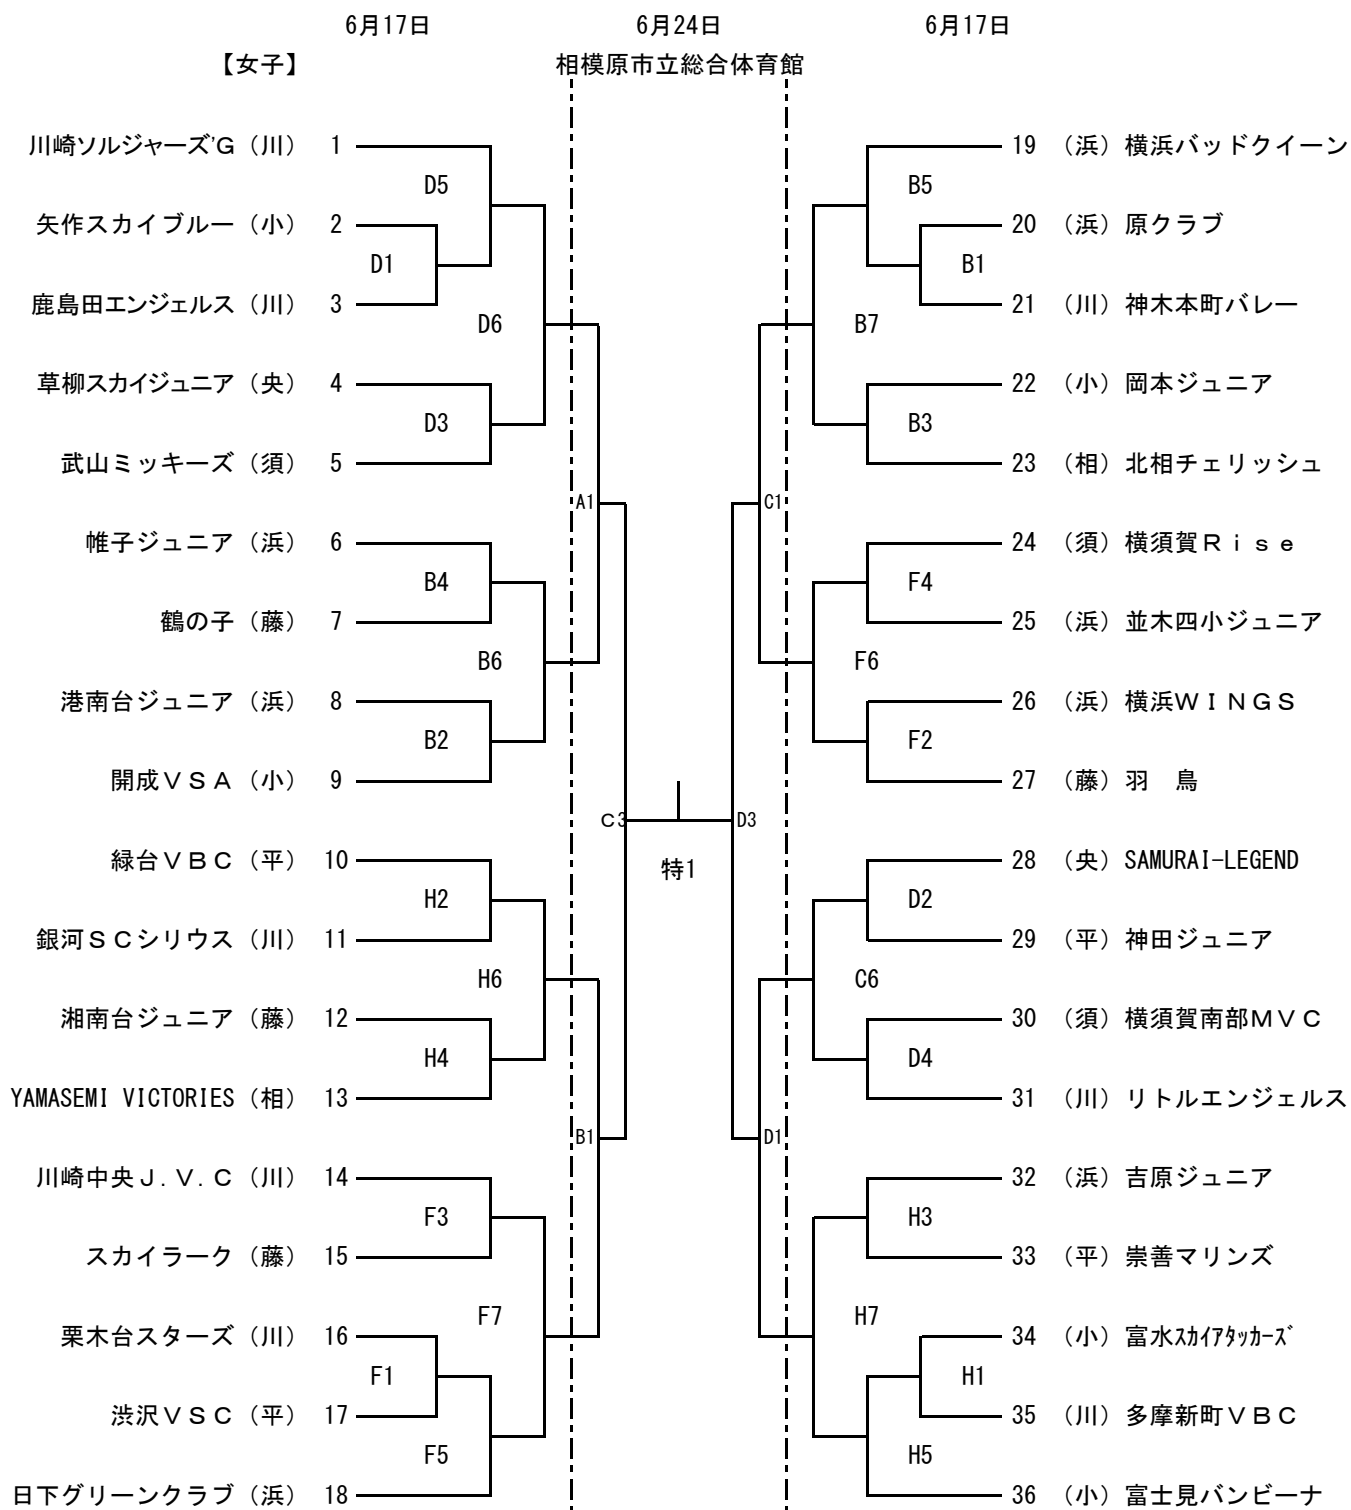 6月17日 6月24日 6月17日
【女子】 相模原市立総合体育館
川崎ソルジャーズ'G（川） 1 19 （浜）横浜バッドクイーン
D5 B5
矢作スカイブルー（小） 2 20 （浜）原クラブ
D1 B1
鹿島田エンジェルス（川） 3 21 （川）神木本町バレー
D6 B7
草柳スカイジュニア（央） 4 22 （小）岡本ジュニア
D3 B3
武山ミッキーズ（須） 5 23 （相）北相チェリッシュ
A1 C1
帷子ジュニア（浜） 6 24 （須）横須賀Ｒｉｓｅ
B4 F4
鶴の子（藤） 7 25 （浜）並木四小ジュニア
B6 F6
港南台ジュニア（浜） 8 26 （浜）横浜ＷＩＮＧＳ
B2 F2
開成ＶＳＡ（小） 9 27 （藤）羽　鳥
Ｃ3 D3
緑台ＶＢＣ（平） 10 特1 28 （央）SAMURAI-LEGEND
H2 D2
銀河ＳＣシリウス（川） 11 29 （平）神田ジュニア
H6 C6
湘南台ジュニア（藤） 12 30 （須）横須賀南部ＭＶＣ
H4 D4
YAMASEMI VICTORIES（相） 13 31 （川）リトルエンジェルス
B1 D1
川崎中央Ｊ.Ｖ.Ｃ（川） 14 32 （浜）吉原ジュニア
F3 H3
スカイラーク（藤） 15 33 （平）崇善マリンズ
F7 H7
栗木台スターズ（川） 16 34 （小）富水ｽｶｲｱﾀｯｶｰｽﾞ
F1 H1
渋沢ＶＳＣ（平） 17 35 （川）多摩新町ＶＢＣ
F5 H5
日下グリーンクラブ（浜） 18 36 （小）富士見バンビーナ